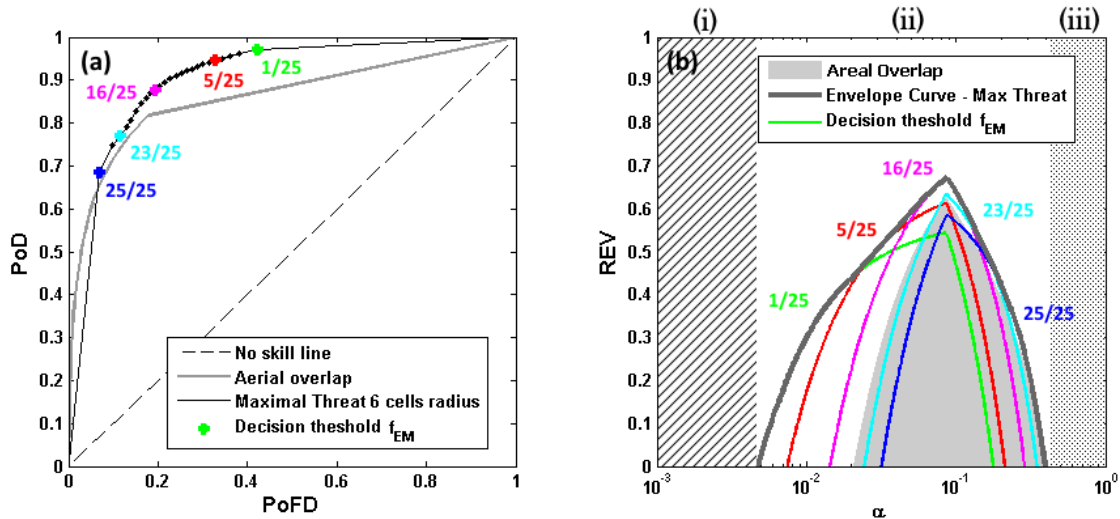 (i) (ii) (iii)
(a)
PoD
1
0.9
0.8
0.7
0.6
0.5
0.4
0.3
0.2
0.1
0
1/25
5/25
16/25
23/25
25/25
No skill line
Aerial overlap
Maximal Threat 6 cells radius
Decision theshold fEM
0 0.2 0.4 0.6 0.8 1
PoFD
(b)
REV
1
0.9
0.8
0.7
0.6
0.5
0.4
0.3
0.2
0.1
0
Areal Overlap
Envelope Curve - Max Threat
Decision theshold fEM
16/25
23/25
5/25
1/25
25/25
10-3 10-2 10-1 100
α